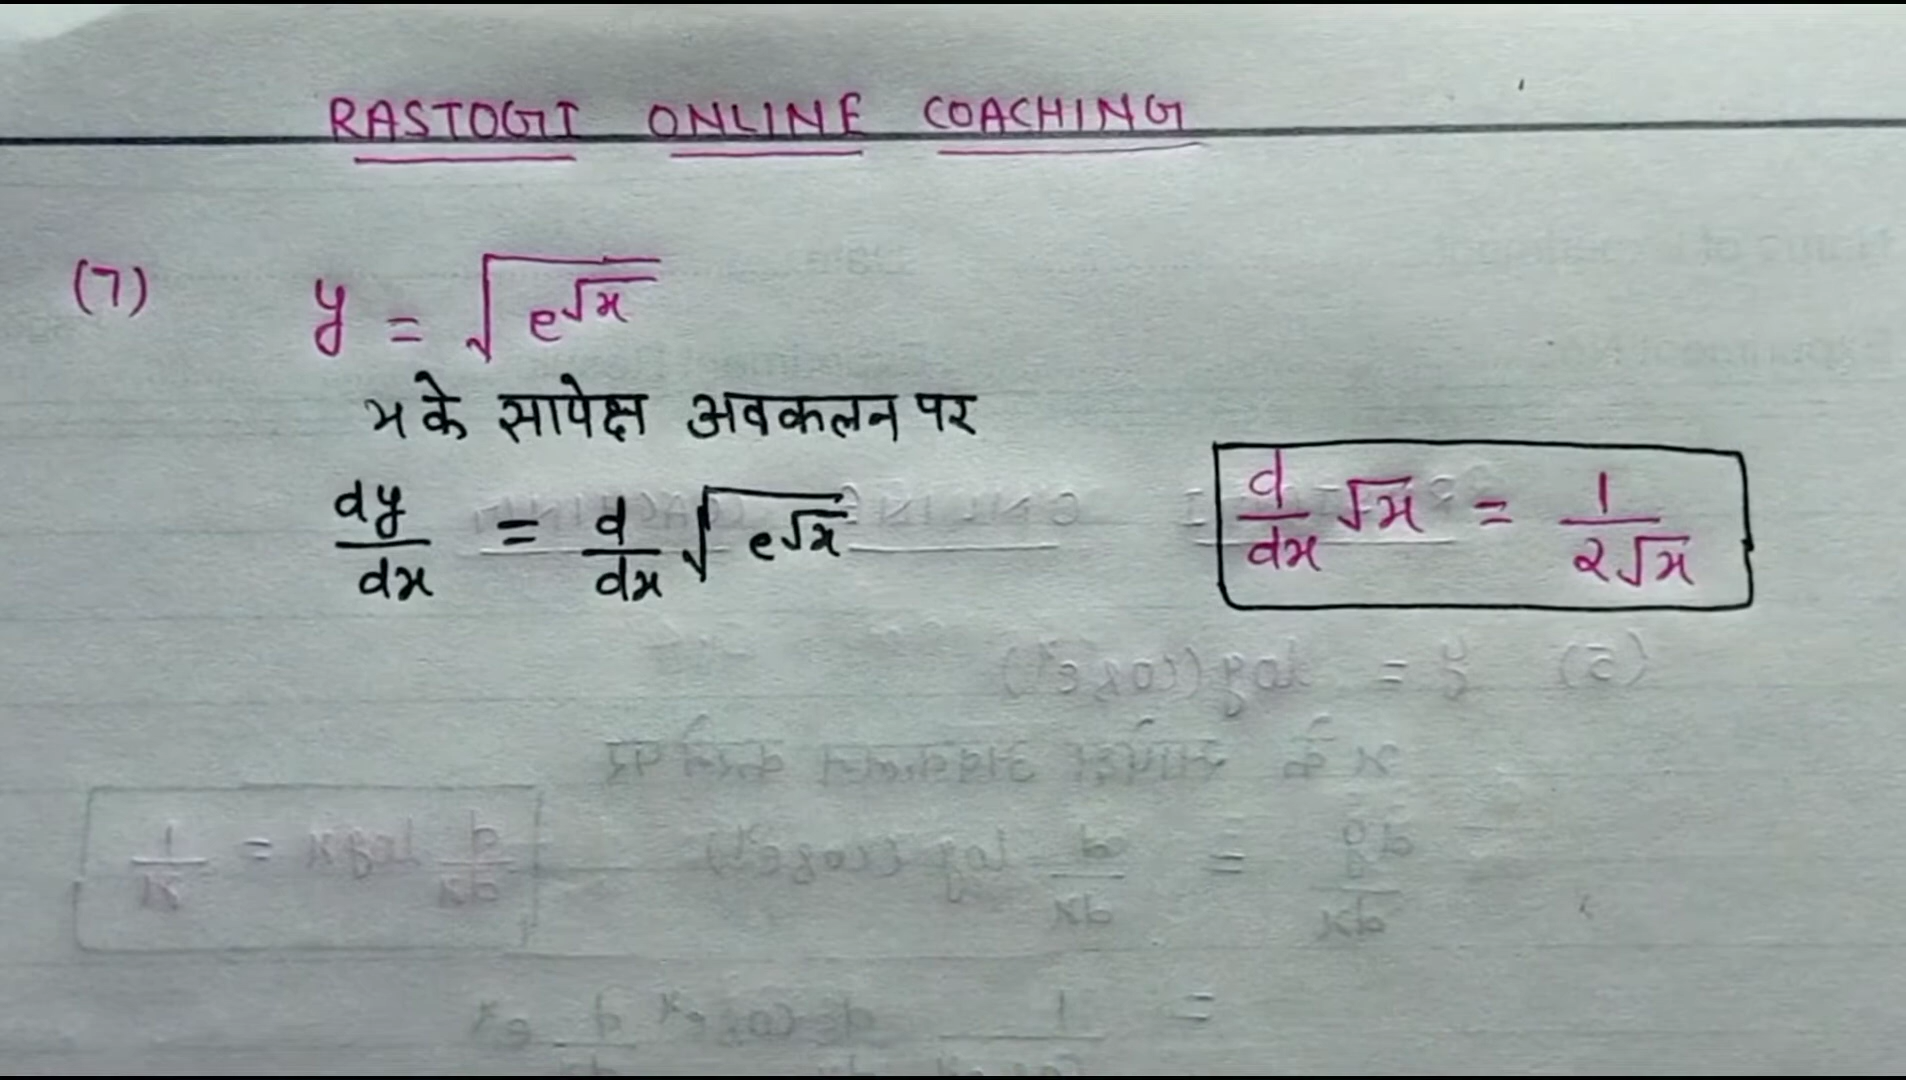 RASTOGI ONLINE COACHING
(7) y = √(e^√x)
x के सापेक्ष अवकलन पर
dy/dx = d/dx √(e^√x)
d/dx √x = 1/2√x